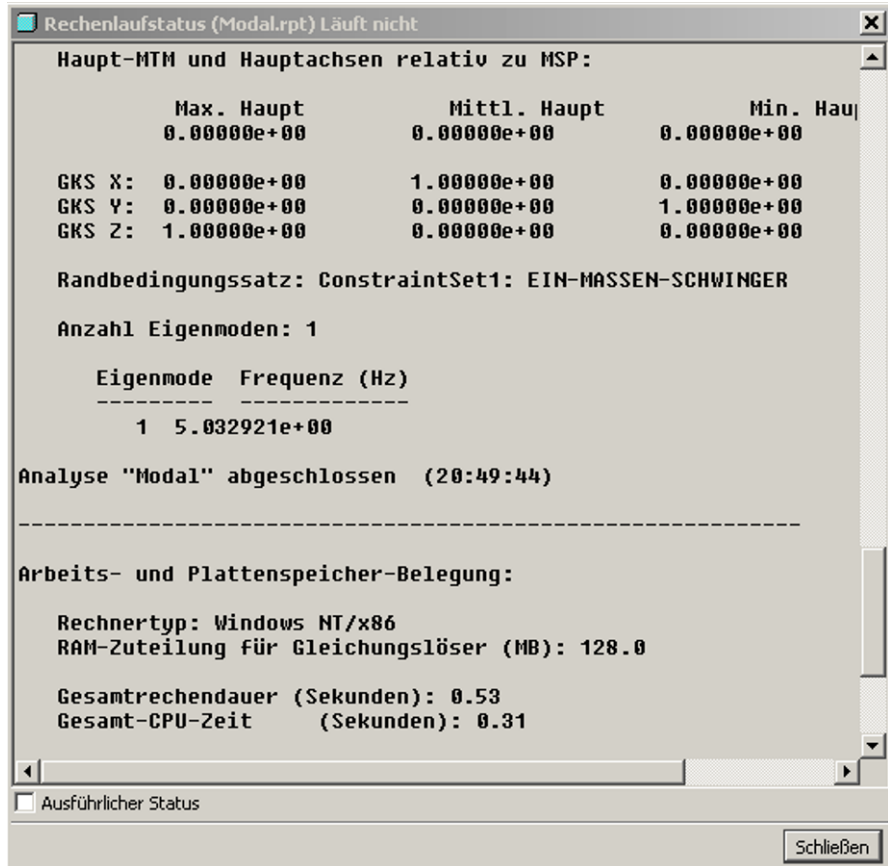 Rechenlaufstatus (Modal.rpt) Läuft nicht
Haupt-MTM und Hauptachsen relativ zu MSP:
Max. Haupt Mittl. Haupt Min. Hau
0.00000e+00 0.00000e+00 0.00000e+00
GKS X: 0.00000e+00 1.00000e+00 0.00000e+00
GKS Y: 0.00000e+00 0.00000e+00 1.00000e+00
GKS Z: 1.00000e+00 0.00000e+00 0.00000e+00
Randbedingungssatz: ConstraintSet1: EIN-MASSEN-SCHWINGER
Anzahl Eigenmoden: 1
Eigenmode Frequenz (Hz)
--------- -------------
1 5.032921e+00
Analyse "Modal" abgeschlossen (20:49:44)
------------------------------------------------------------
Arbeits- und Plattenspeicher-Belegung:
Rechnertyp: Windows NT/x86
RAM-Zuteilung für Gleichungslöser (MB): 128.0
Gesamtrechendauer (Sekunden): 0.53
Gesamt-CPU-Zeit (Sekunden): 0.31
Ausführlicher Status
Schließen